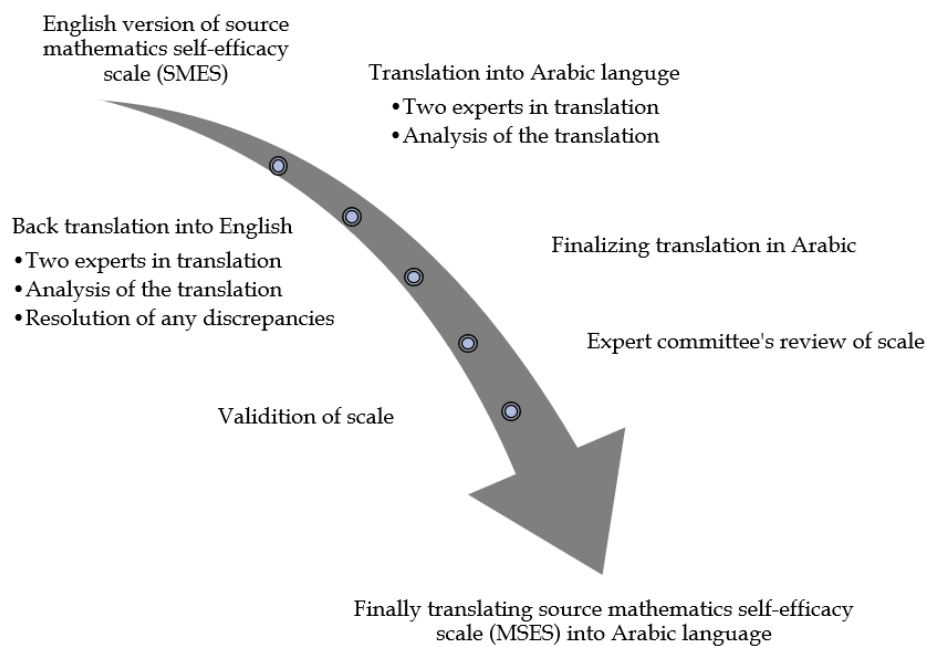 English version of source
mathematics self-efficacy
scale (SMES)
Translation into Arabic languge
•Two experts in translation
•Analysis of the translation
Back translation into English
•Two experts in translation
•Analysis of the translation
•Resolution of any discrepancies
Finalizing translation in Arabic
Expert committee's review of scale
Validition of scale
Finally translating source mathematics self-efficacy
scale (MSES) into Arabic language